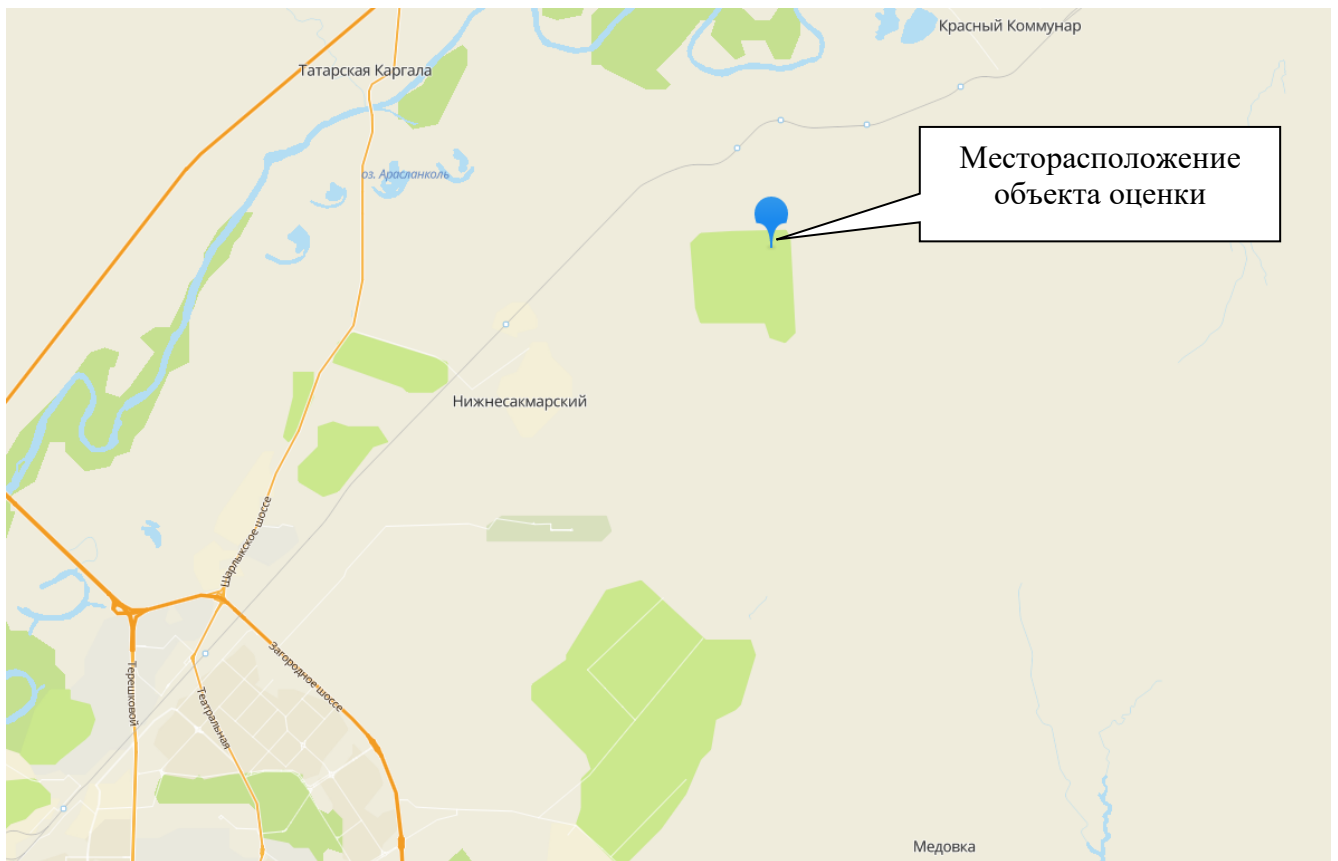 Красный Коммунар
Татарская Каргала
Месторасположение
объекта оценки
оз. Арасланколь
Нижнесакмарский
Шарлыкское шоссе
Загородное шоссе
Терешковой
Театральная
Медовка